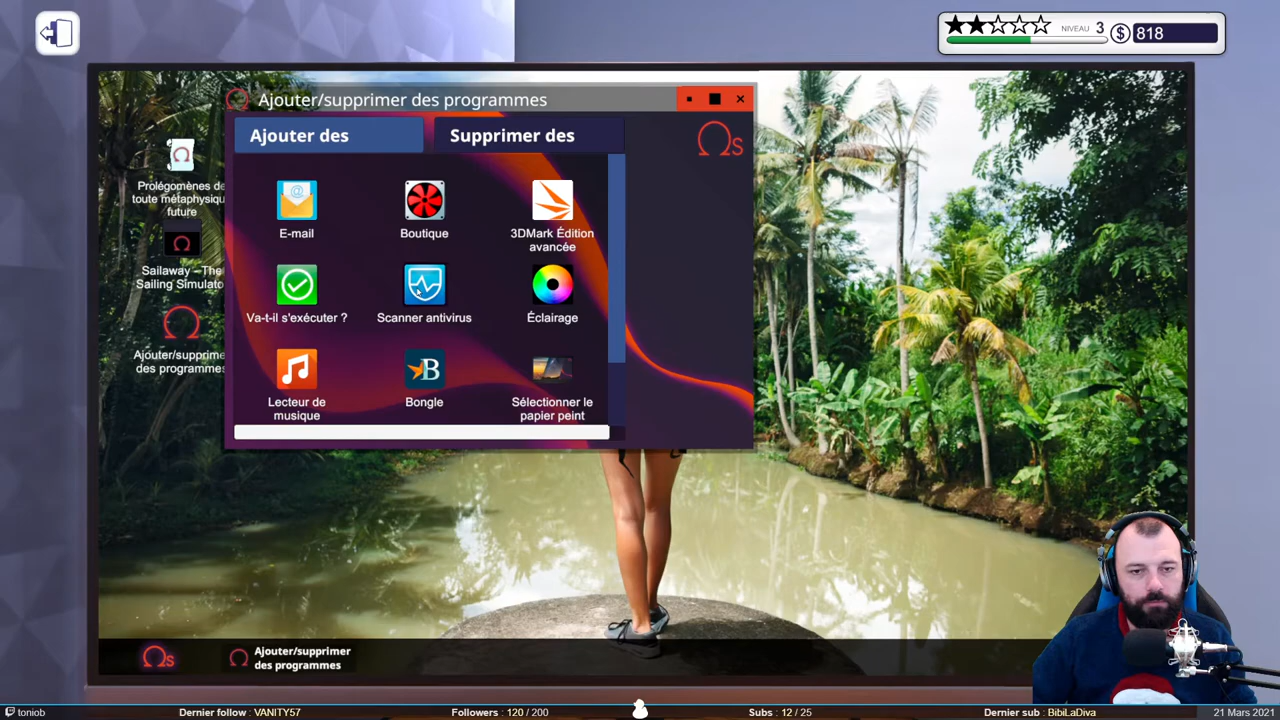 NIVEAU 3
$ 818
Ajouter/supprimer des programmes
Ajouter des
Supprimer des
Ωs
Prolégomènes de
toute métaphysiqu
future
Sailaway - The
Sailing Simulato
Ajouter/supprime
des programmes
E-mail
Boutique
3DMark Édition
avancée
Va-t-il s'exécuter ?
Scanner antivirus
Éclairage
Lecteur de
musique
B
Bongle
Sélectionner le
papier peint
Ωs
Ajouter/supprimer
des programmes
toniob
Dernier follow : VANITY57
Followers : 120 / 200
Subs : 12 / 25
Dernier sub : BibiLaDiva
21 Mars 2021